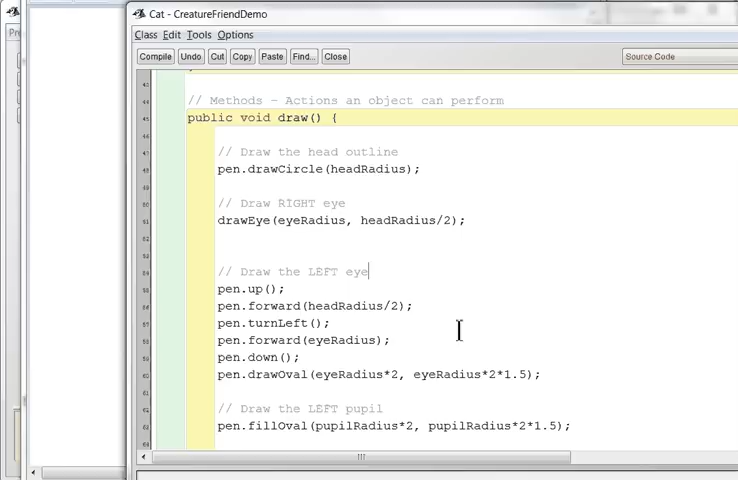 Cat - CreatureFriendDemo
Class Edit Tools Options
Compile Undo Cut Copy Paste Find... Close Source Code
// Methods - Actions an object can perform
public void draw() {
// Draw the head outline
pen.drawCircle(headRadius);
// Draw RIGHT eye
drawEye(eyeRadius, headRadius/2);
// Draw the LEFT eye
pen.up();
pen.forward(headRadius/2);
pen.turnLeft();
pen.forward(eyeRadius);
pen.down();
pen.drawOval(eyeRadius*2, eyeRadius*2*1.5);
// Draw the LEFT pupil
pen.fillOval(pupilRadius*2, pupilRadius*2*1.5);